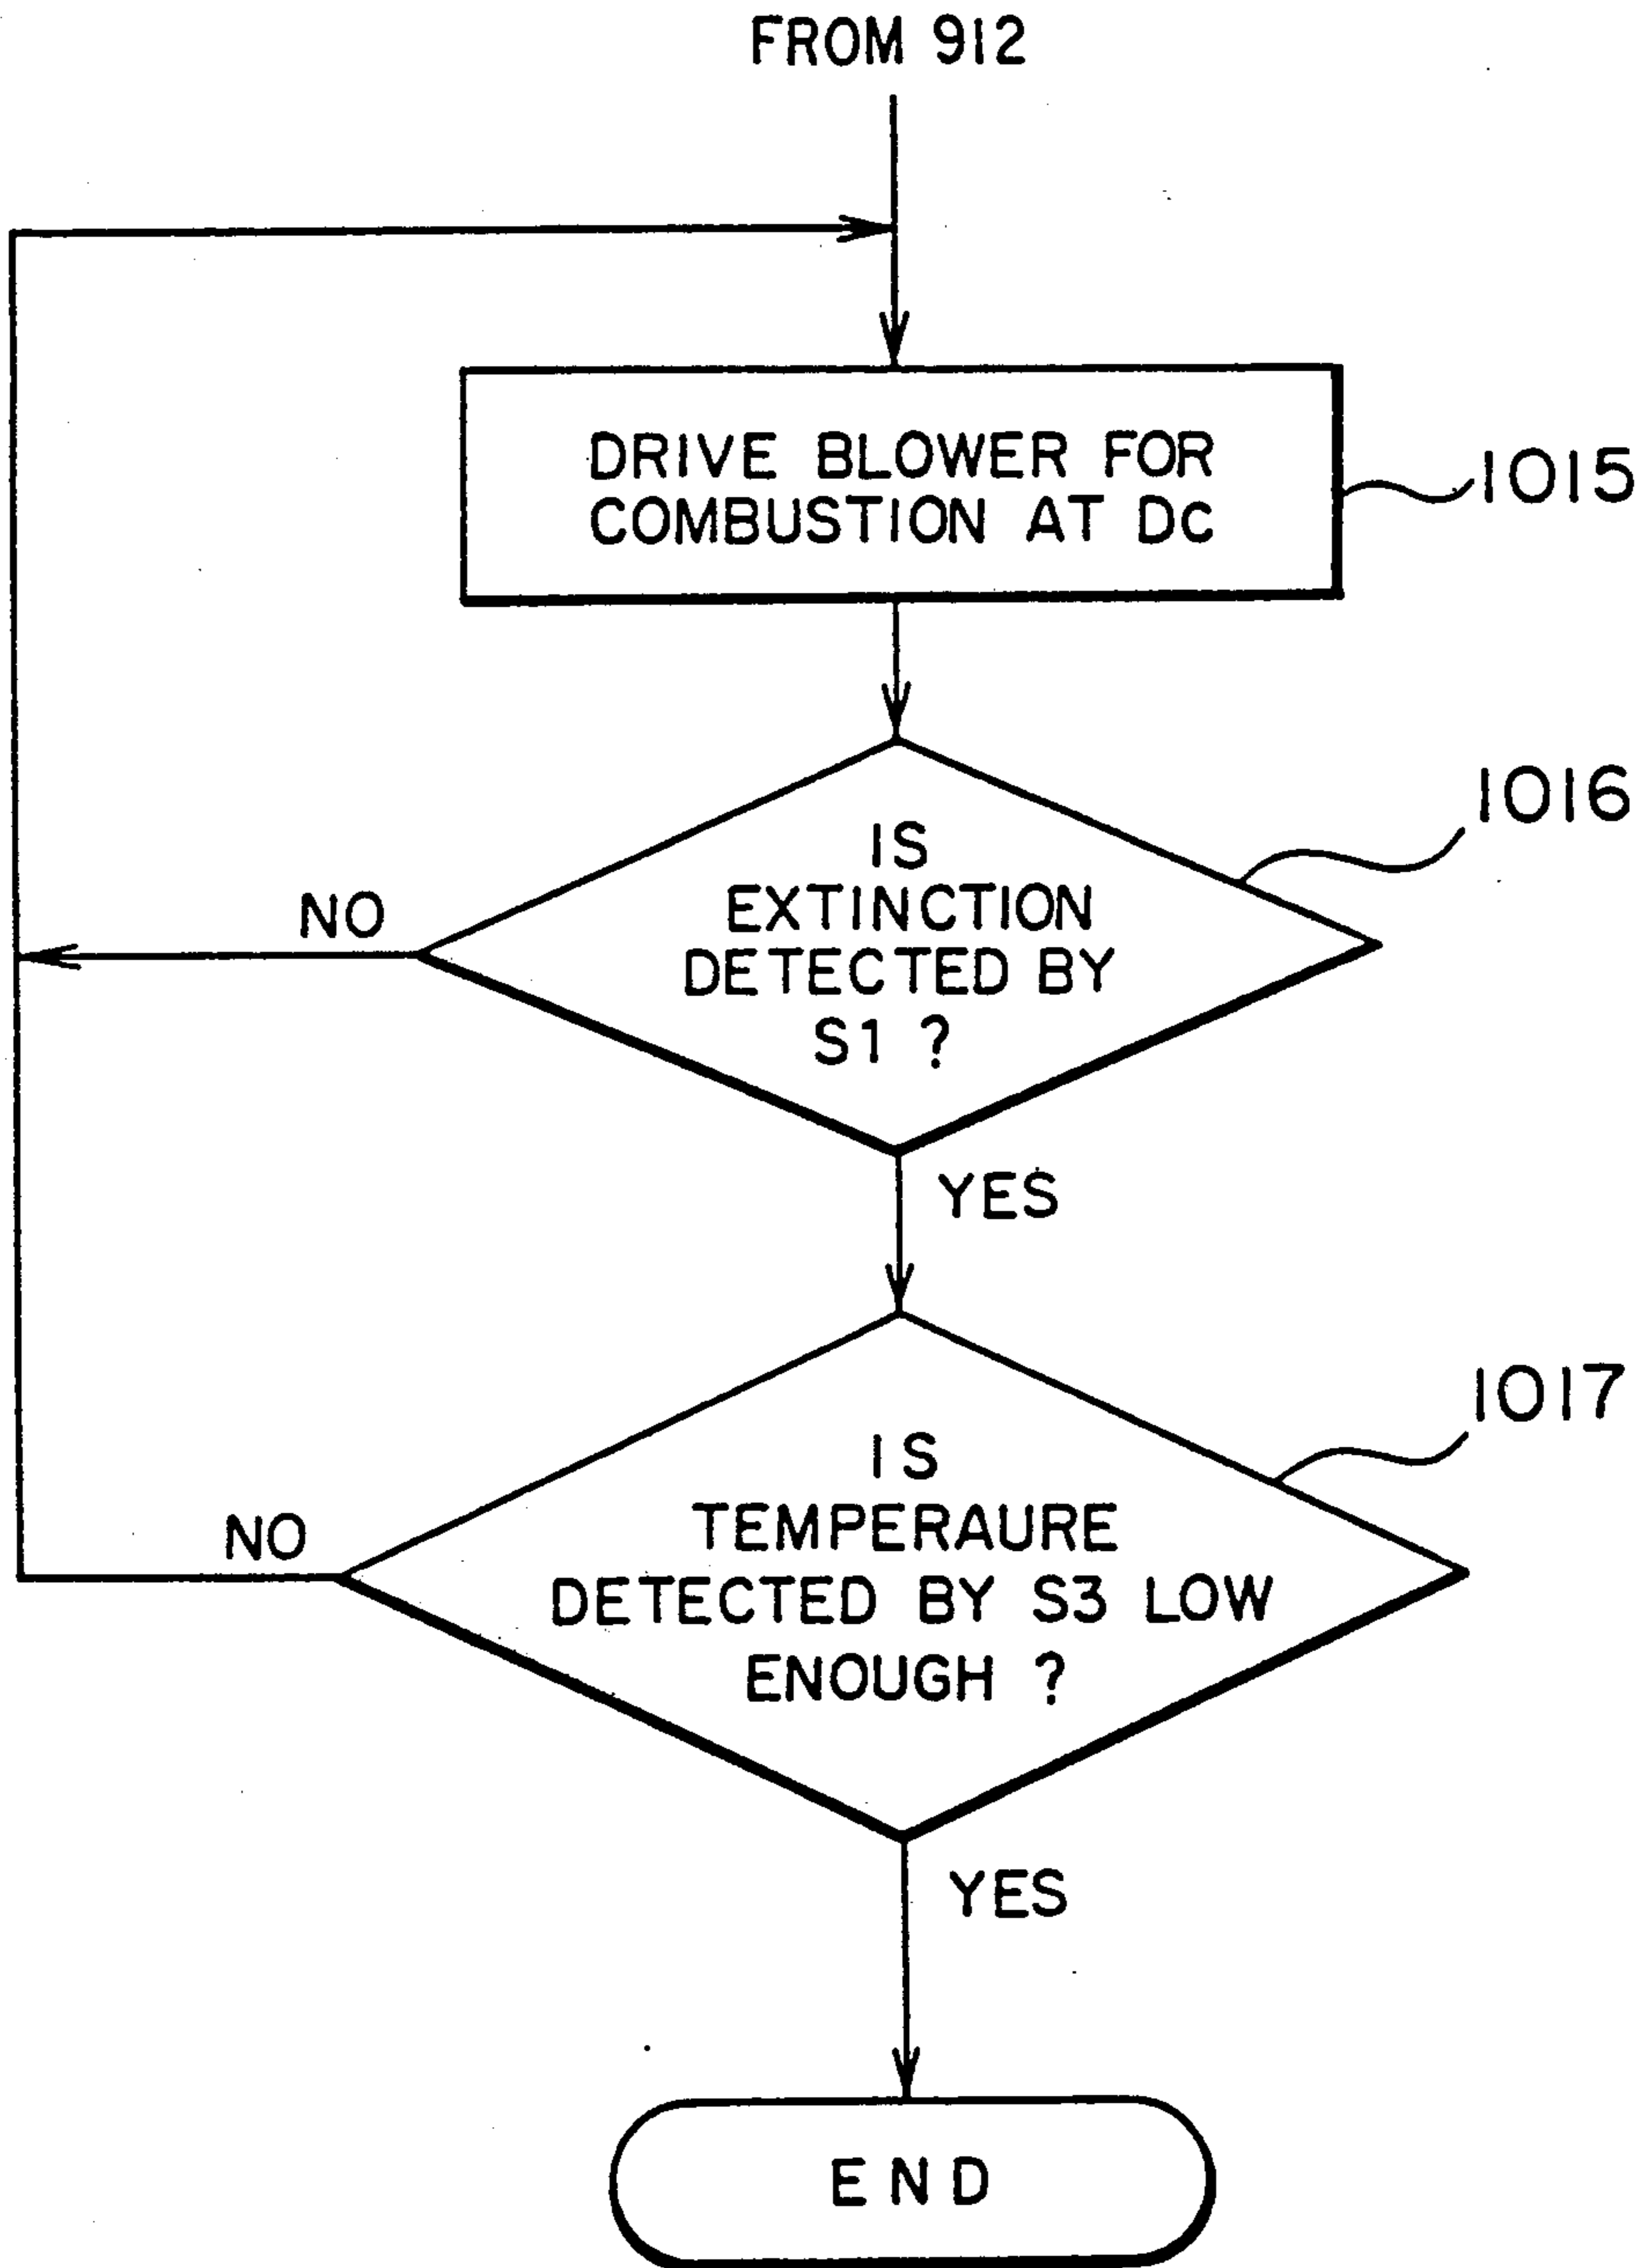 FROM 912
DRIVE BLOWER FOR
COMBUSTION AT Dc
1015
IS
EXTINCTION
DETECTED BY
S1 ?
1016
NO
YES
IS
TEMPERAURE
DETECTED BY S3 LOW
ENOUGH ?
1017
NO
YES
END